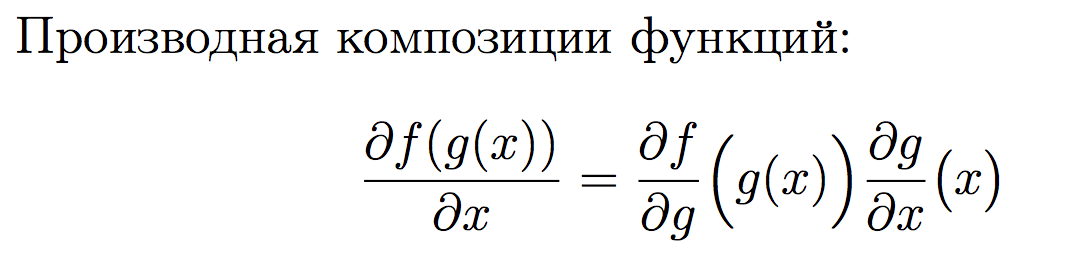 Производная композиции функций:
∂f(g(x))/∂x = ∂f/∂g (g(x)) ∂g/∂x (x)